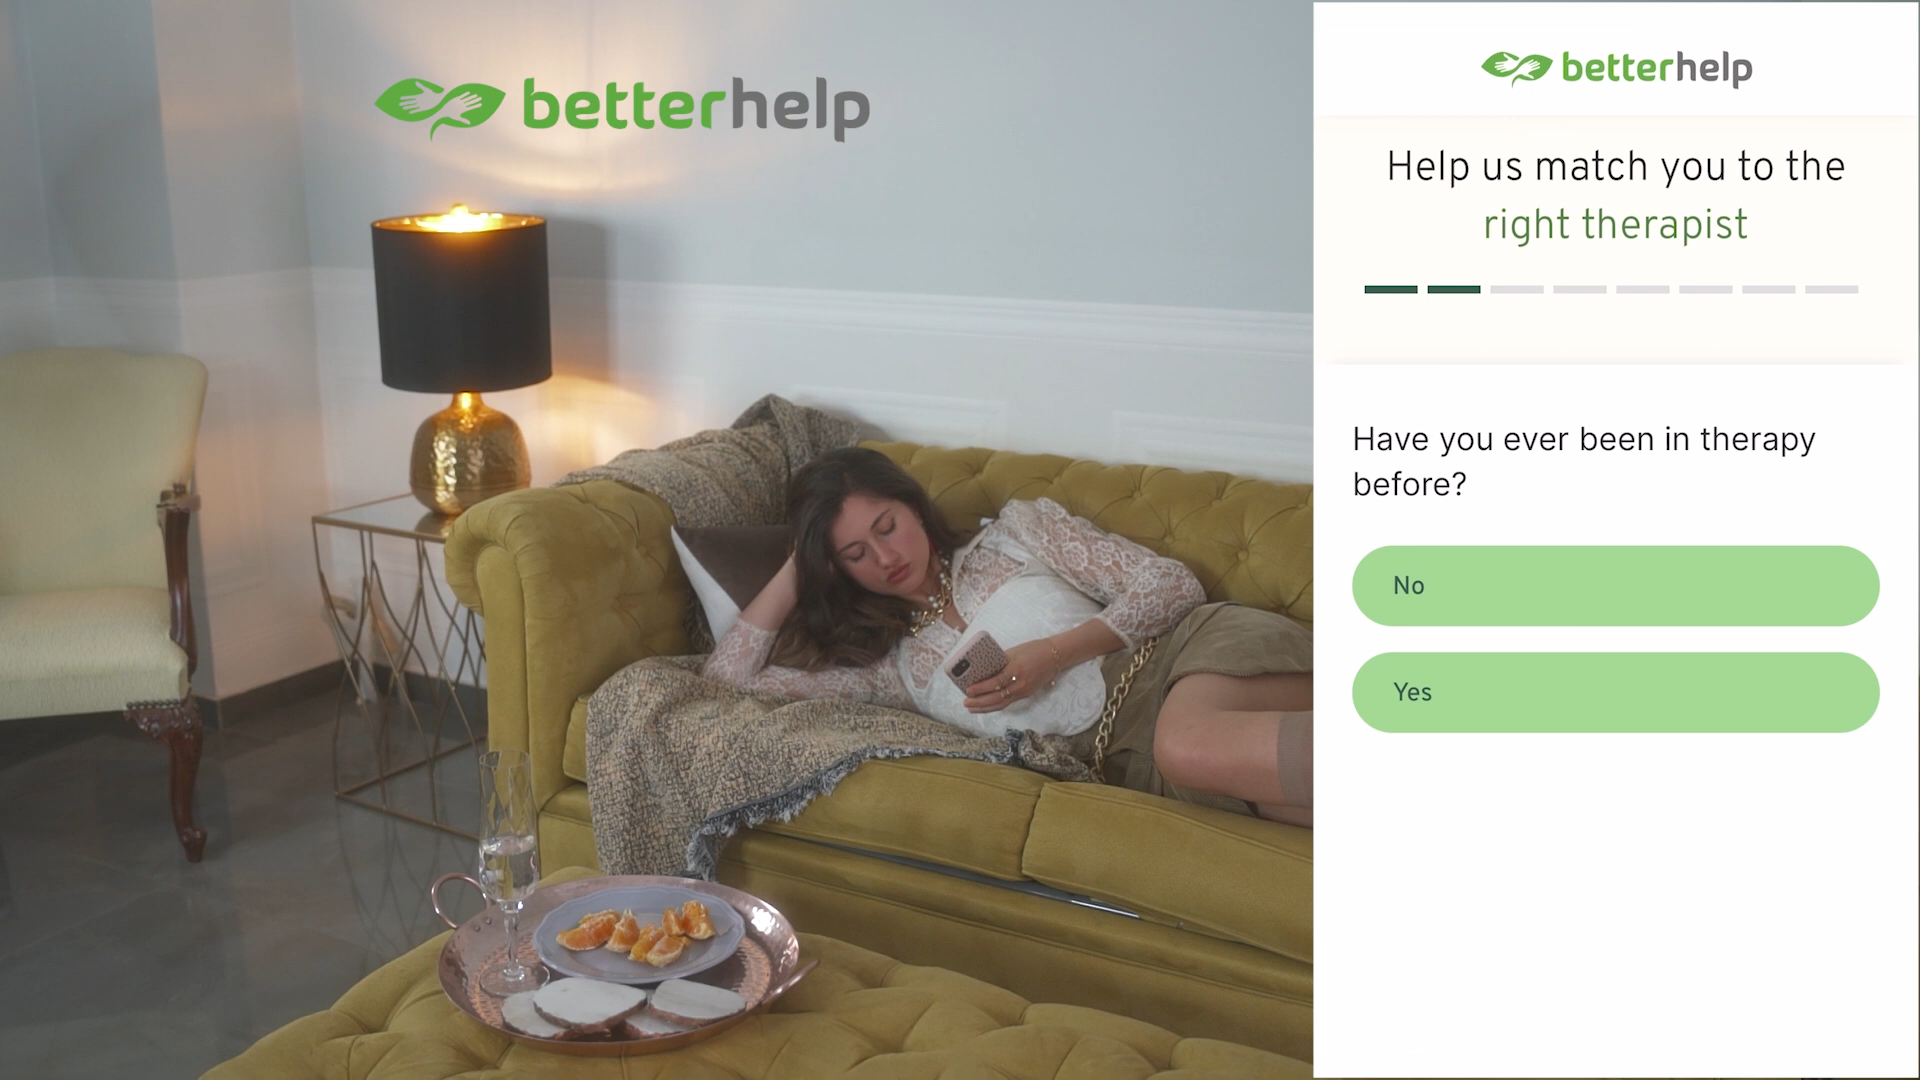 betterhelp
betterhelp
Help us match you to the
right therapist
Have you ever been in therapy
before?
No
Yes